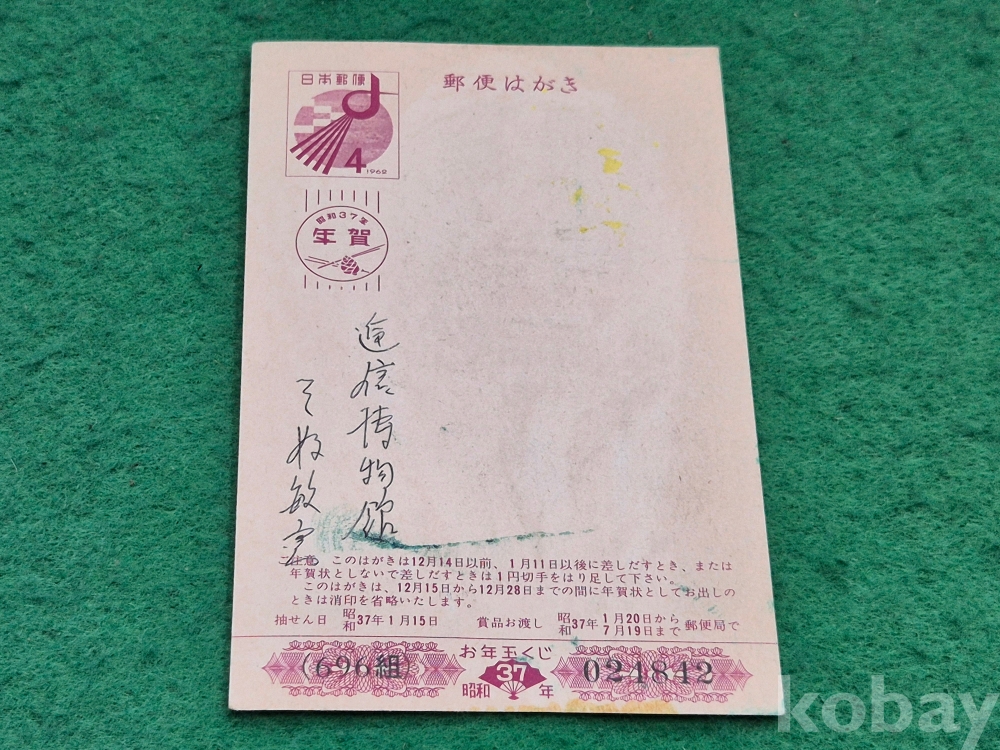 郵便はがき
日本郵便
4
1962
昭和37年
年賀
逓信博物館
敏
ご注意 このはがきは12月14日以前、1月11日以後に差しだすとき、または
年賀状としないで差しだすときは1円切手をはり足して下さい。
このはがきは、12月15日から12月28日までの間に年賀状としてお出しの
ときは消印を省略いたします。
抽せん日 昭和37年1月15日 賞品お渡し 昭和37年 1月20日から 7月19日まで 郵便局で
お年玉くじ
(696組) 37 024842
昭和 年
kobay